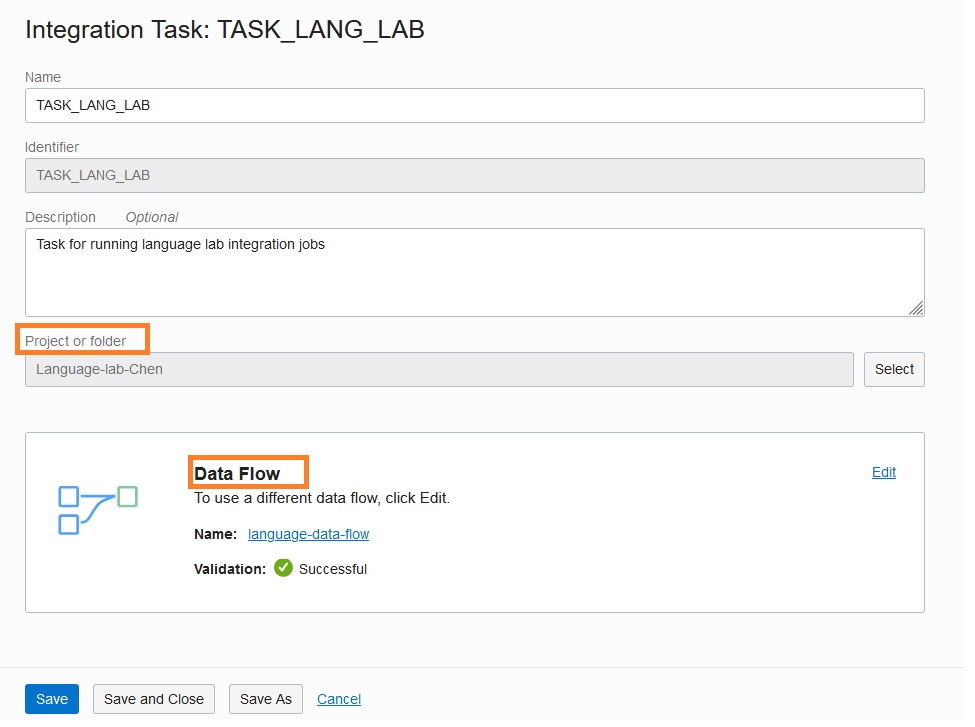 Integration Task: TASK_LANG_LAB
Name
TASK_LANG_LAB
Identifier
TASK_LANG_LAB
Description Optional
Task for running language lab integration jobs
Project or folder
Language-lab-Chen Select
Data Flow Edit
To use a different data flow, click Edit.
Name: language-data-flow
Validation: Successful
Save Save and Close Save As Cancel